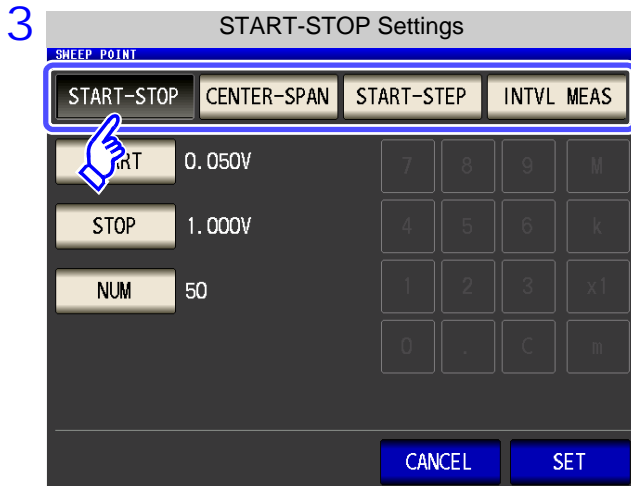 3
START-STOP Settings
SWEEP POINT
START-STOP CENTER-SPAN START-STEP INTVL MEAS
0.050V 7 8 9 M
STOP 1.000V 4 5 6 k
NUM 50 1 2 3 x1
0 . C m
CANCEL SET